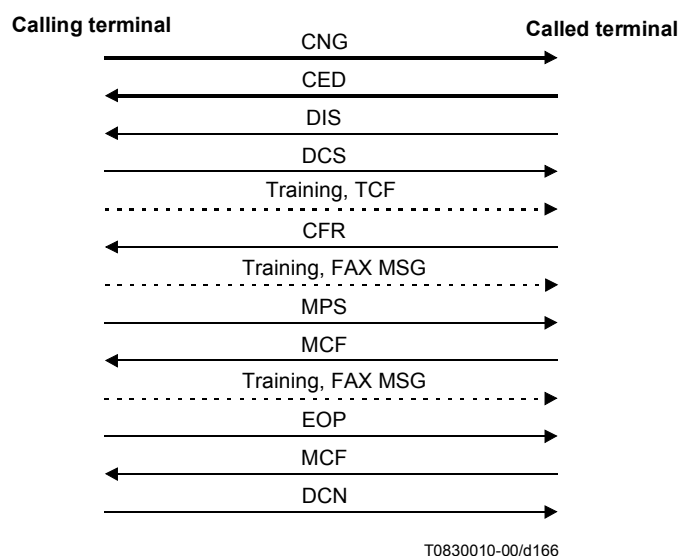 Calling terminal
Called terminal
CNG
CED
DIS
DCS
Training, TCF
CFR
Training, FAX MSG
MPS
MCF
Training, FAX MSG
EOP
MCF
DCN
T0830010-00/d166